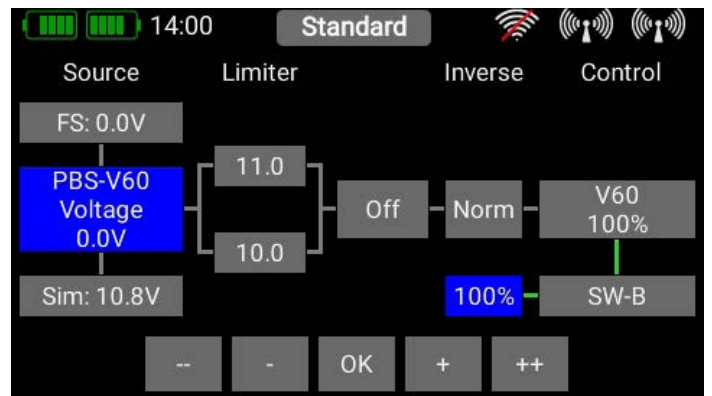 14:00 Standard
Source Limiter Inverse Control
FS: 0.0V
PBS-V60
Voltage
0.0V
11.0
10.0
Off
Norm
V60
100%
Sim: 10.8V
100%
SW-B
-- - OK + ++